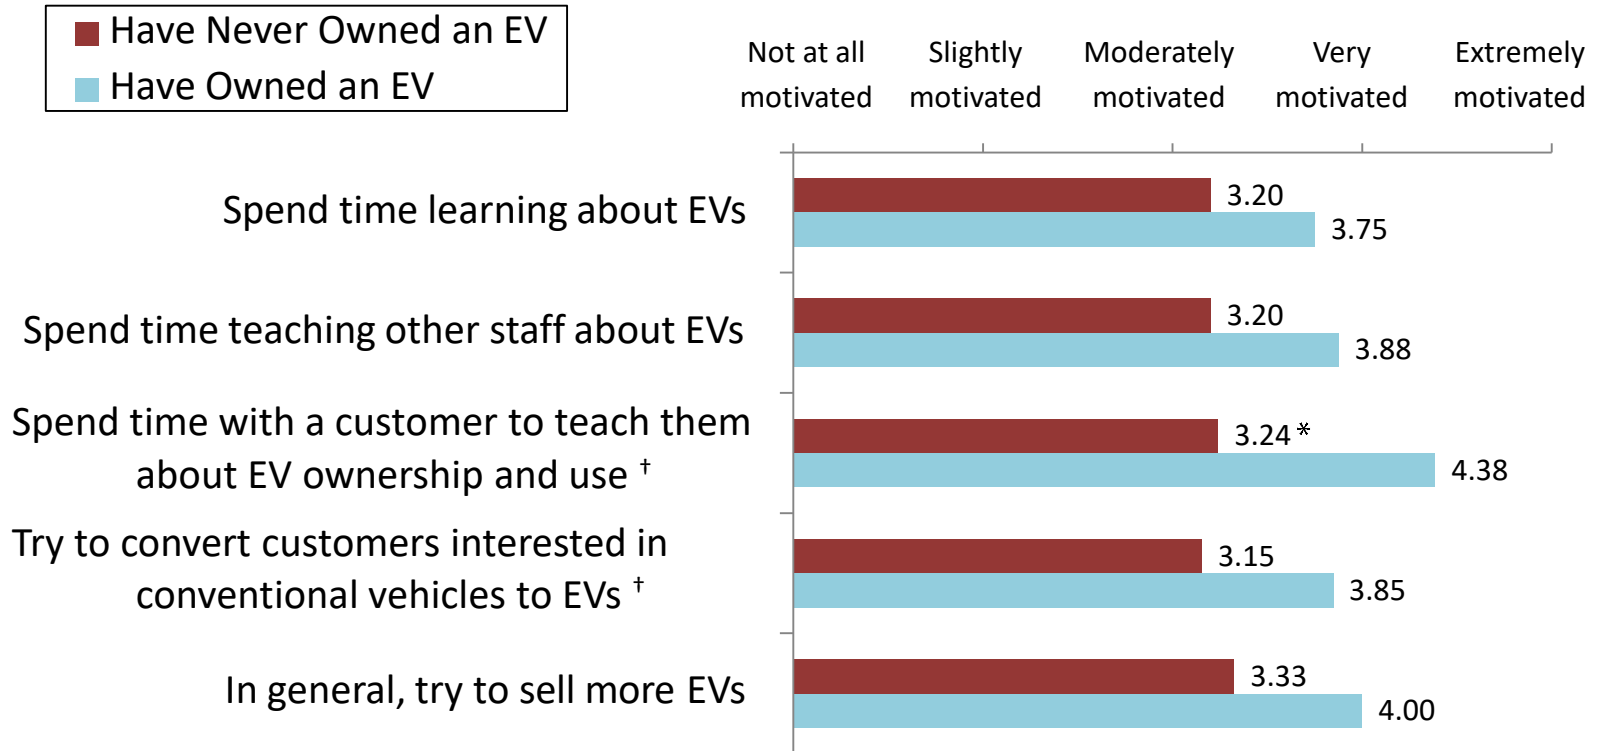 Have Never Owned an EV
Have Owned an EV
Not at all motivated
Slightly motivated
Moderately motivated
Very motivated
Extremely motivated
Spend time learning about EVs
3.20
3.75
Spend time teaching other staff about EVs
3.20
3.88
Spend time with a customer to teach them
about EV ownership and use †
3.24 *
4.38
Try to convert customers interested in
conventional vehicles to EVs †
3.15
3.85
In general, try to sell more EVs
3.33
4.00